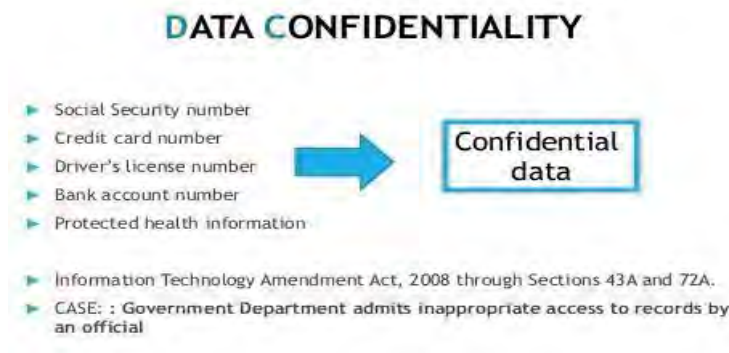 DATA CONFIDENTIALITY
Social Security number
Credit card number
Driver's license number
Bank account number
Protected health information
Confidential
data
Information Technology Amendment Act, 2008 through Sections 43A and 72A.
CASE: : Government Department admits inappropriate access to records by
an official